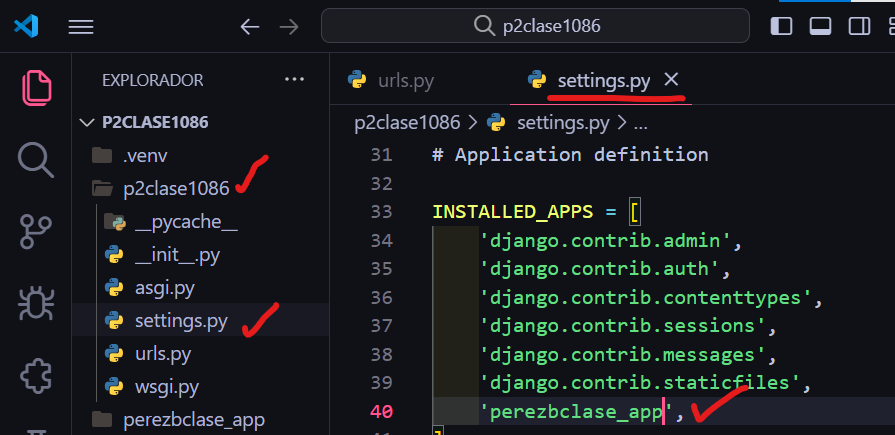 p2clase1086
EXPLORADOR
...
P2CLASE1086
.venv
p2clase1086
__pycache__
__init__.py
asgi.py
settings.py
urls.py
wsgi.py
perezbclase_app
urls.py
settings.py
p2clase1086 > settings.py > ...
31 # Application definition
32
33 INSTALLED_APPS = [
34 'django.contrib.admin',
35 'django.contrib.auth',
36 'django.contrib.contenttypes',
37 'django.contrib.sessions',
38 'django.contrib.messages',
39 'django.contrib.staticfiles',
40 'perezbclase_app',
41 ]